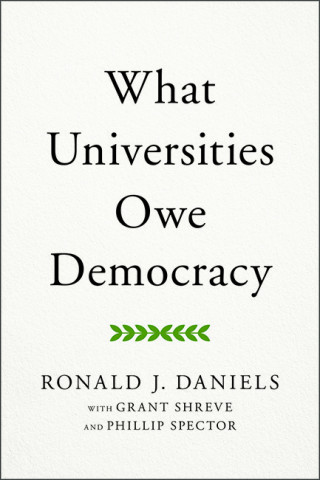 What
Universities
Owe
Democracy
RONALD J. DANIELS
WITH GRANT SHREVE
AND PHILLIP SPECTOR